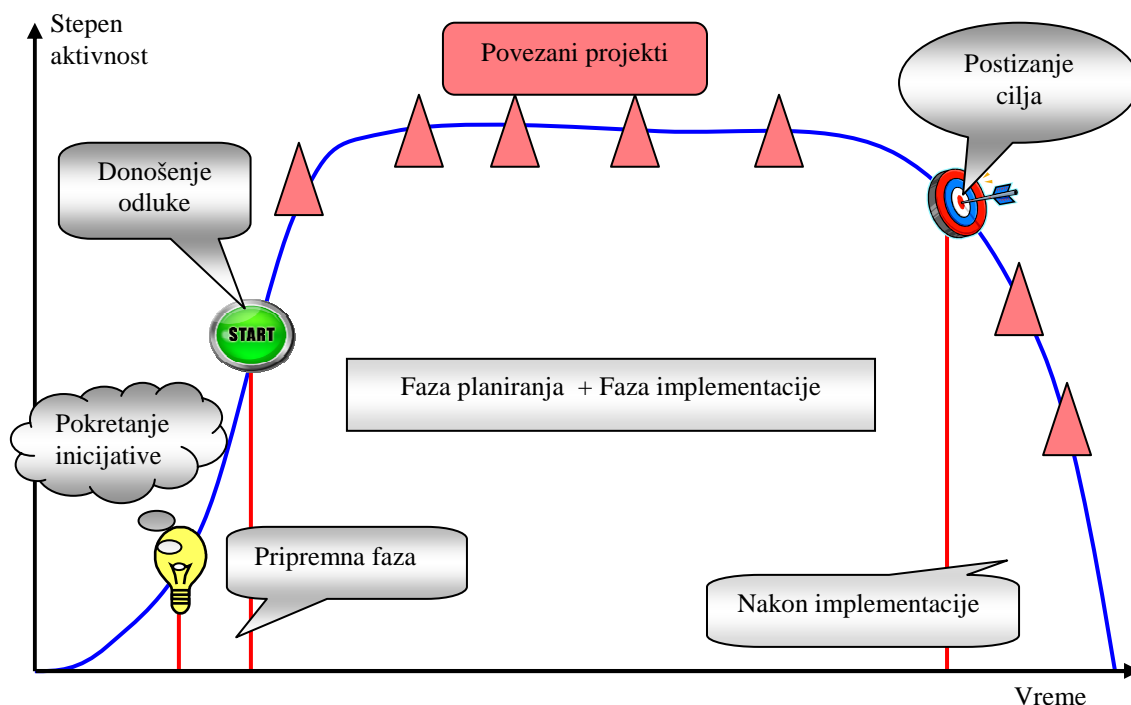 Stepen
aktivnost
Povezani projekti
Postizanje
cilja
Donošenje
odluke
START
Faza planiranja + Faza implementacije
Pokretanje
inicijative
Pripremna faza
Nakon implementacije
Vreme